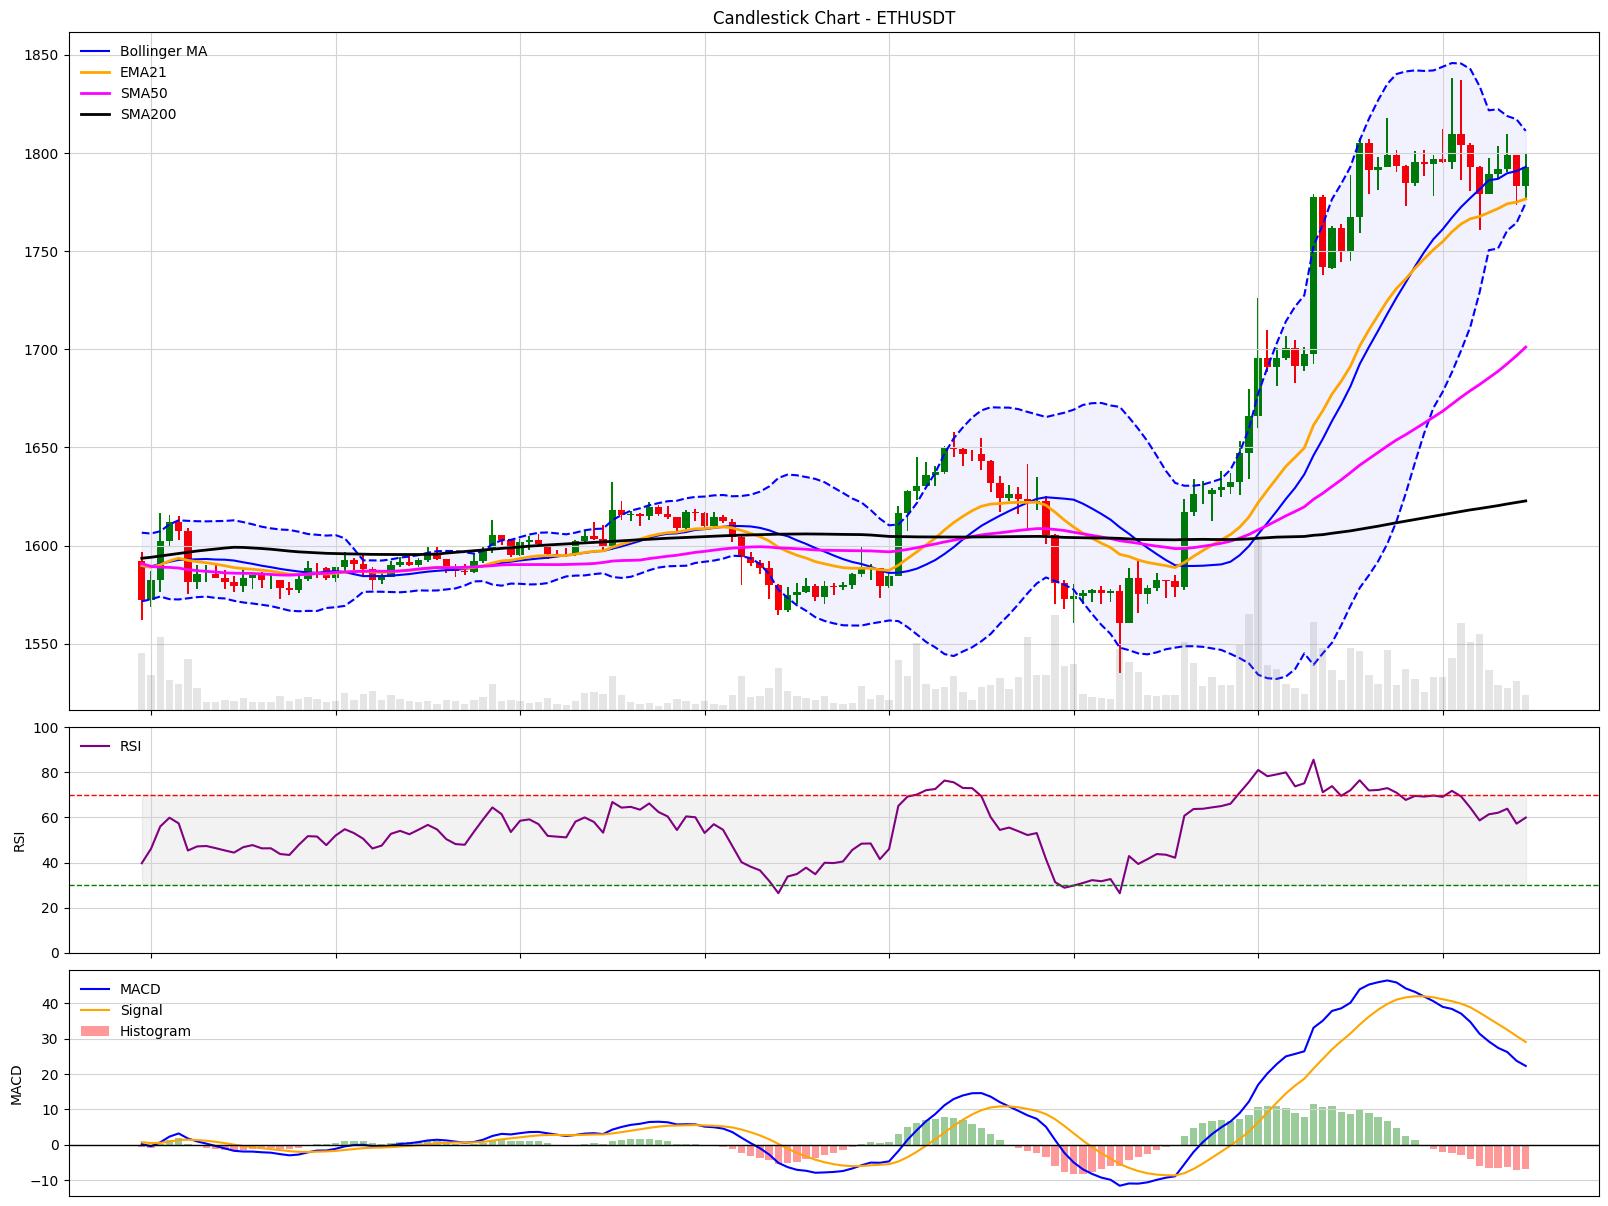 Candlestick Chart - ETHUSDT
Bollinger MA
EMA21
SMA50
SMA200
1850
1800
1750
1700
1650
1600
1550
RSI
100
80
60
40
20
0
RSI
MACD
Signal
Histogram
40
30
20
10
0
−10
MACD